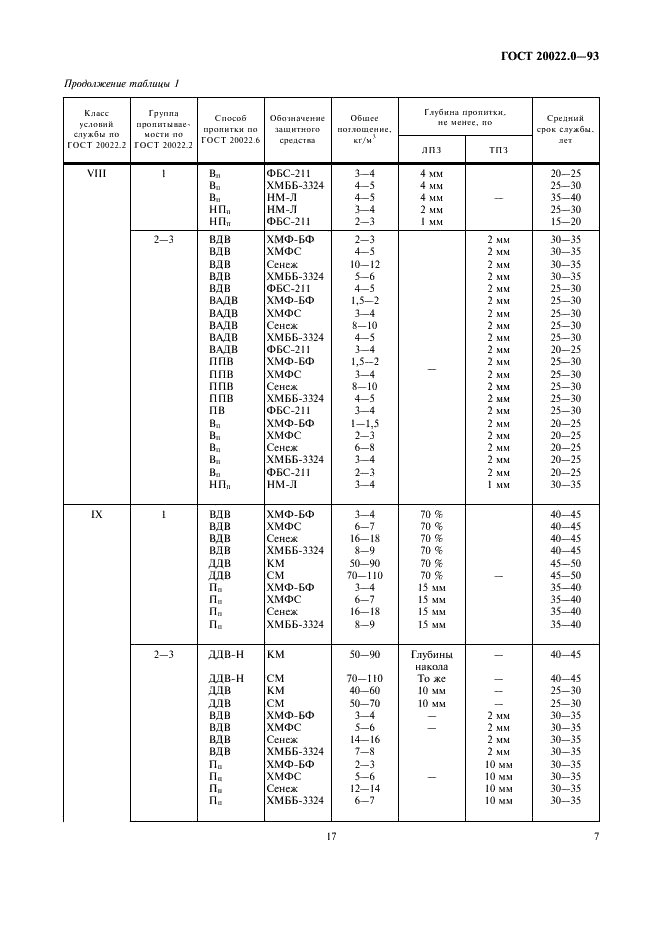 ГОСТ 20022.0—93
Продолжение таблицы 1
Класс условий службы по ГОСТ 20022.2 Группа пропитывае- мости по ГОСТ 20022.2 Способ пропитки по ГОСТ 20022.6 Обозначение защитного средства Общее поглощение, кг/м³ Глубина пропитки, не менее, по Средний срок службы, лет
ЛПЗ ТПЗ
VIII 1 Вп ФБС-211 3—4 4 мм 20—25
Вп ХМББ-3324 4—5 4 мм 25—30
Вп НМ-Л 4—5 4 мм — 35—40
НПп НМ-Л 3—4 2 мм 25—30
НПп ФБС-211 2—3 1 мм 15—20
2—3 ВДВ ХМФ-БФ 2—3 2 мм 30—35
ВДВ ХМФС 4—5 2 мм 30—35
ВДВ Сенеж 10—12 2 мм 30—35
ВДВ ХМББ-3324 5—6 2 мм 30—35
ВДВ ФБС-211 4—5 2 мм 25—30
ВАДВ ХМФ-БФ 1,5—2 2 мм 25—30
ВАДВ ХМФС 3—4 2 мм 25—30
ВАДВ Сенеж 8—10 2 мм 25—30
ВАДВ ХМББ-3324 4—5 2 мм 25—30
ВАДВ ФБС-211 3—4 2 мм 20—25
ППВ ХМФ-БФ 1,5—2 2 мм 25—30
ППВ ХМФС 3—4 — 2 мм 25—30
ППВ Сенеж 8—10 2 мм 25—30
ППВ ХМББ-3324 4—5 2 мм 25—30
ПВ ФБС-211 3—4 2 мм 25—30
Вп ХМФ-БФ 1—1,5 2 мм 20—25
Вп ХМФС 2—3 2 мм 20—25
Вп Сенеж 6—8 2 мм 20—25
Вп ХМББ-3324 3—4 2 мм 20—25
Вп ФБС-211 2—3 2 мм 20—25
НПп НМ-Л 3—4 1 мм 30—35
IX 1 ВДВ ХМФ-БФ 3—4 70 % 40—45
ВДВ ХМФС 6—7 70 % 40—45
ВДВ Сенеж 16—18 70 % 40—45
ВДВ ХМББ-3324 8—9 70 % 40—45
ДДВ КМ 50—90 70 % 45—50
ДДВ СМ 70—110 70 % — 45—50
Пп ХМФ-БФ 3—4 15 мм 35—40
Пп ХМФС 6—7 15 мм 35—40
Пп Сенеж 16—18 15 мм 35—40
Пп ХМББ-3324 8—9 15 мм 35—40
2—3 ДДВ-Н КМ 50—90 Глубины — 40—45
накола
ДДВ-Н СМ 70—110 То же — 40—45
ДДВ КМ 40—60 10 мм — 25—30
ДДВ СМ 50—70 10 мм — 25—30
ВДВ ХМФ-БФ 3—4 — 2 мм 30—35
ВДВ ХМФС 5—6 — 2 мм 30—35
ВДВ Сенеж 14—16 2 мм 30—35
ВДВ ХМББ-3324 7—8 2 мм 30—35
Пп ХМФ-БФ 2—3 10 мм 30—35
Пп ХМФС 5—6 — 10 мм 30—35
Пп Сенеж 12—14 10 мм 30—35
Пп ХМББ-3324 6—7 10 мм 30—35
17 7